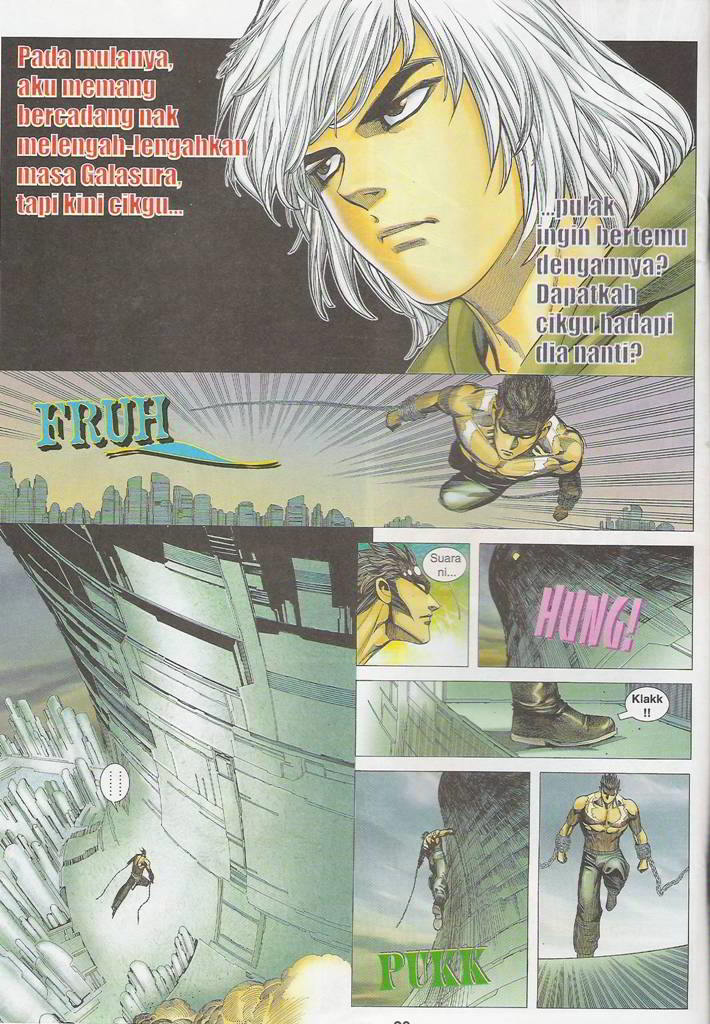 Pada mulanya,
aku memang
bercadang nak
melengah-lengahkan
masa Galasura,
tapi kini cikgu...
...pulak
ingin bertemu
dengannya?
Dapatkah
cikgu hadapi
dia nanti?
FRUH
Suara
ni...
HUNG!
Klakk
!!
PUKK